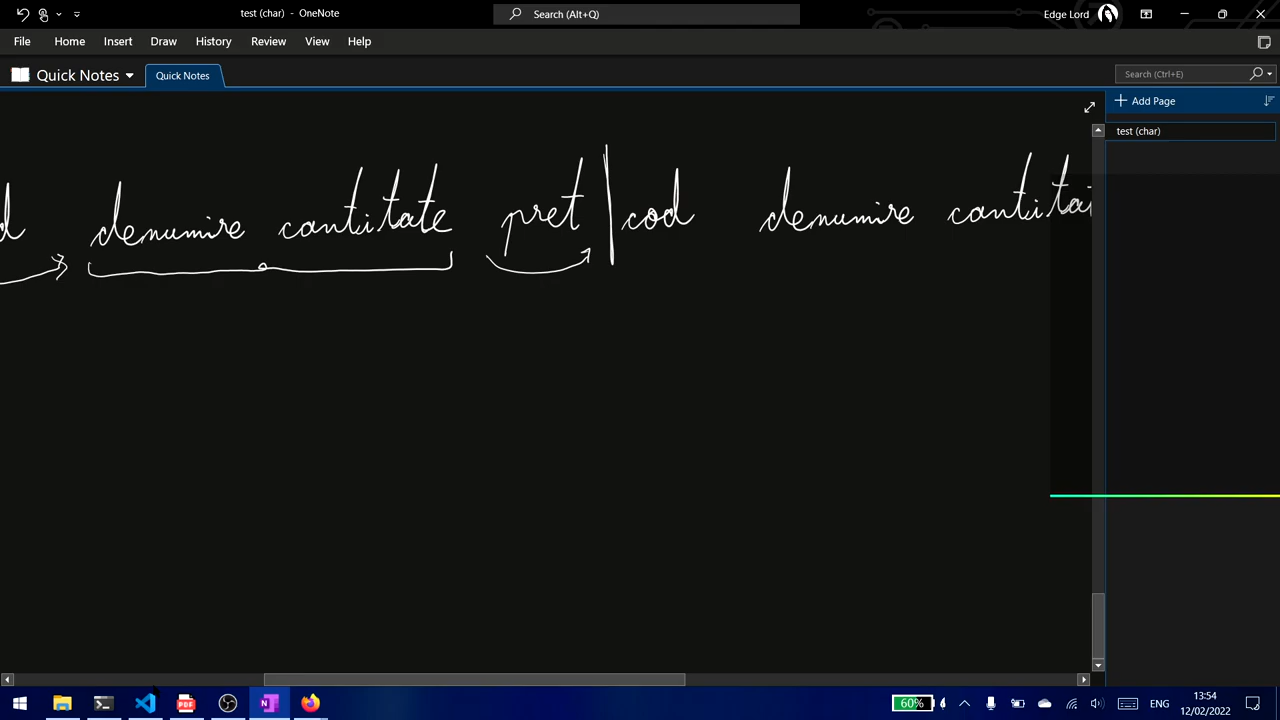 test (char) - OneNote
Search (Alt+Q)
Edge Lord
File Home Insert Draw History Review View Help
Quick Notes
Quick Notes
Search (Ctrl+E)
Add Page
test (char)
d denumire cantitate pret | cod denumire cantitat
60%
ENG
13:54
12/02/2022